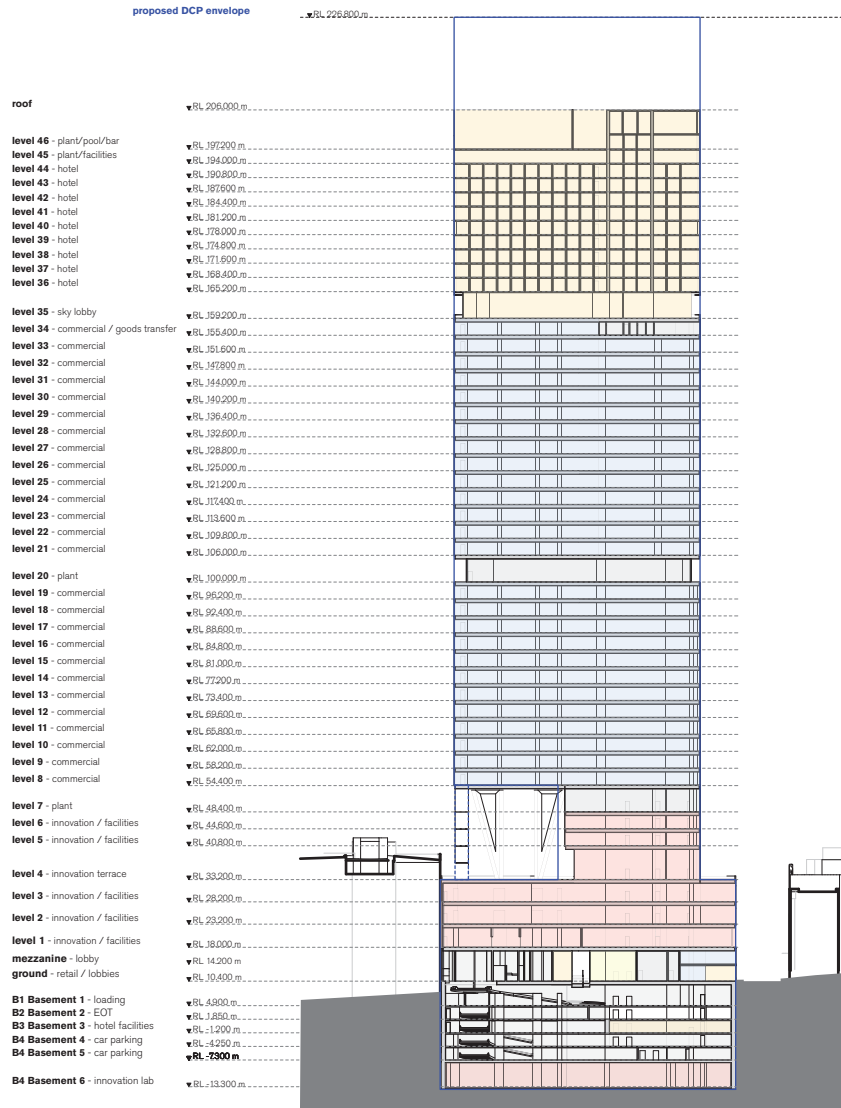 proposed DCP envelope RL 226.800 m
roof RL 206.000 m
level 46 - plant/pool/bar RL 197.200 m
level 45 - plant/facilities RL 194.000 m
level 44 - hotel RL 190.800 m
level 43 - hotel RL 187.600 m
level 42 - hotel RL 184.400 m
level 41 - hotel RL 181.200 m
level 40 - hotel RL 178.000 m
level 39 - hotel RL 174.800 m
level 38 - hotel RL 171.600 m
level 37 - hotel RL 168.400 m
level 36 - hotel RL 165.200 m
level 35 - sky lobby RL 159.200 m
level 34 - commercial / goods transfer RL 155.400 m
level 33 - commercial RL 151.600 m
level 32 - commercial RL 147.800 m
level 31 - commercial RL 144.000 m
level 30 - commercial RL 140.200 m
level 29 - commercial RL 136.400 m
level 28 - commercial RL 132.600 m
level 27 - commercial RL 128.800 m
level 26 - commercial RL 125.000 m
level 25 - commercial RL 121.200 m
level 24 - commercial RL 117.400 m
level 23 - commercial RL 113.600 m
level 22 - commercial RL 109.800 m
level 21 - commercial RL 106.000 m
level 20 - plant RL 100.000 m
level 19 - commercial RL 96.200 m
level 18 - commercial RL 92.400 m
level 17 - commercial RL 88.600 m
level 16 - commercial RL 84.800 m
level 15 - commercial RL 81.000 m
level 14 - commercial RL 77.200 m
level 13 - commercial RL 73.400 m
level 12 - commercial RL 69.600 m
level 11 - commercial RL 65.800 m
level 10 - commercial RL 62.000 m
level 9 - commercial RL 58.200 m
level 8 - commercial RL 54.400 m
level 7 - plant RL 48.400 m
level 6 - innovation / facilities RL 44.600 m
level 5 - innovation / facilities RL 40.800 m
level 4 - innovation terrace RL 33.200 m
level 3 - innovation / facilities RL 28.200 m
level 2 - innovation / facilities RL 23.200 m
level 1 - innovation / facilities RL 18.000 m
mezzanine - lobby RL 14.200 m
ground - retail / lobbies RL 10.400 m
B1 Basement 1 - loading RL 4.900 m
B2 Basement 2 - EOT RL 1.850 m
B3 Basement 3 - hotel facilities RL -1.200 m
B4 Basement 4 - car parking RL -4.250 m
B4 Basement 5 - car parking RL -7.300 m
B4 Basement 6 - innovation lab RL -13.300 m